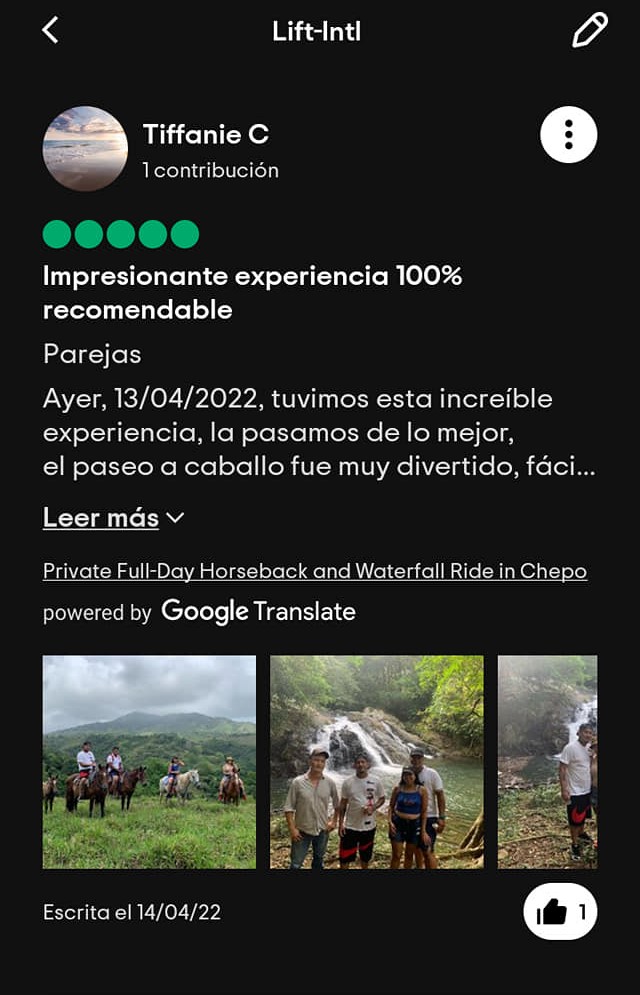 Lift-Intl
Tiffanie C
1 contribución
Impresionante experiencia 100%
recomendable
Parejas
Ayer, 13/04/2022, tuvimos esta increíble
experiencia, la pasamos de lo mejor,
el paseo a caballo fue muy divertido, fáci...
Leer más
Private Full-Day Horseback and Waterfall Ride in Chepo
powered by Google Translate
Escrita el 14/04/22
1